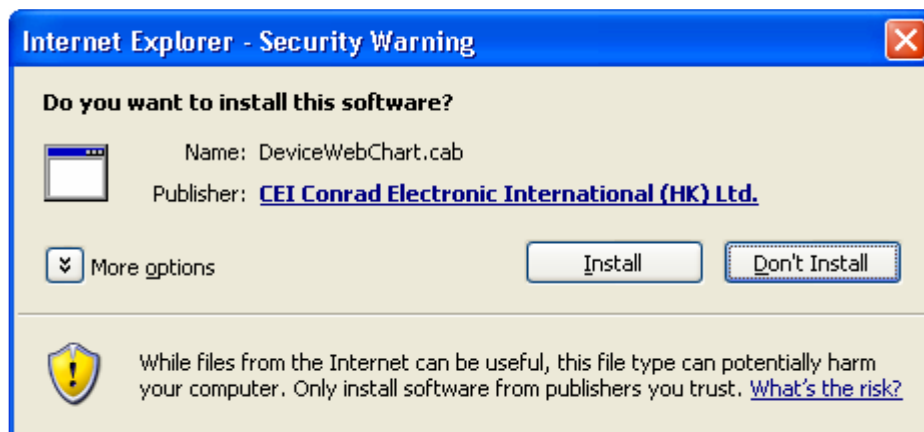 Internet Explorer - Security Warning
Do you want to install this software?
Name: DeviceWebChart.cab
Publisher: CEI Conrad Electronic International (HK) Ltd.
More options
Install
Don't Install
While files from the Internet can be useful, this file type can potentially harm
your computer. Only install software from publishers you trust. What's the risk?